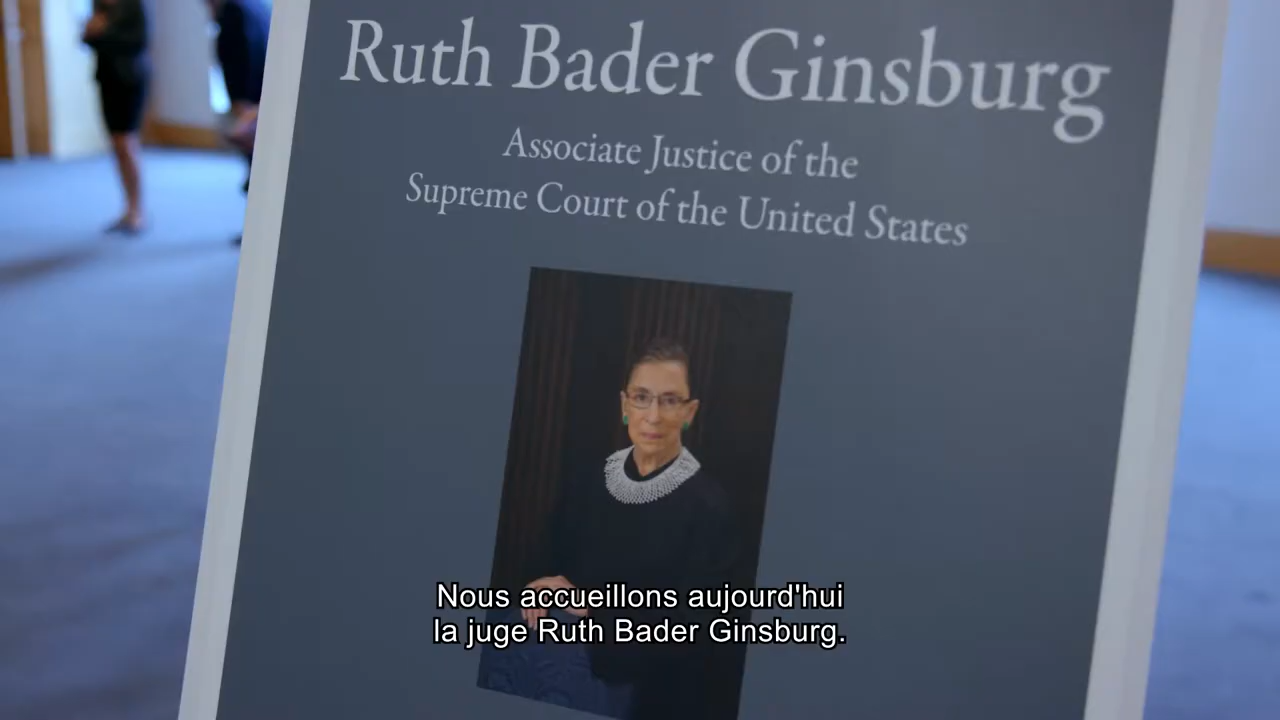 Ruth Bader Ginsburg
Associate Justice of the
Supreme Court of the United States
Nous accueillons aujourd'hui
la juge Ruth Bader Ginsburg.